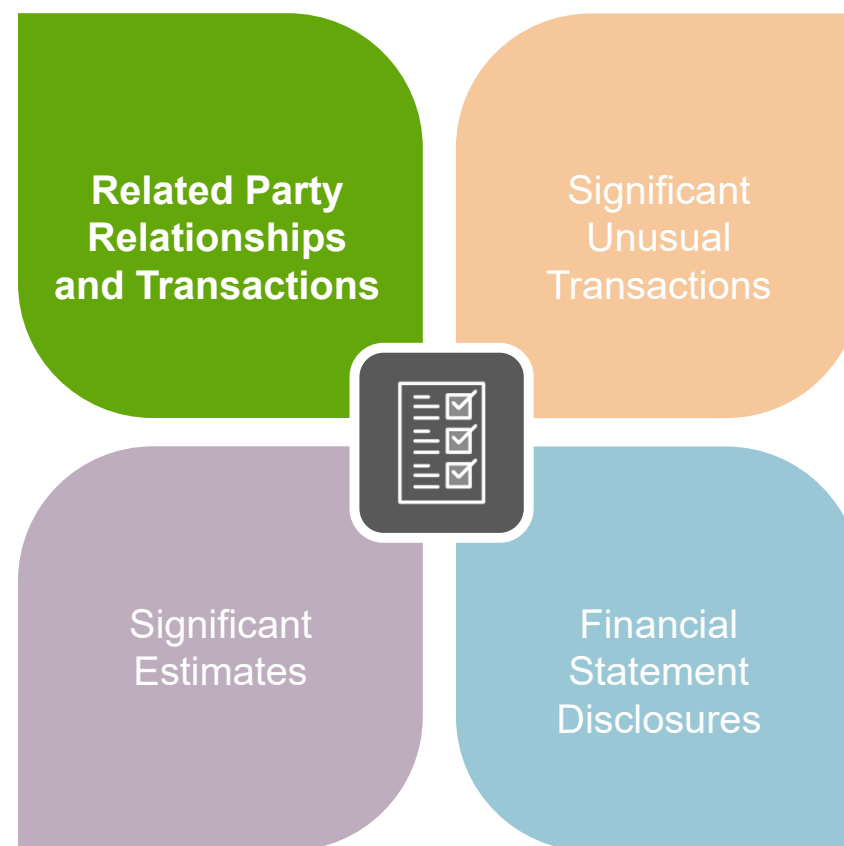 Related Party
Relationships
and Transactions
Significant
Unusual
Transactions
Significant
Estimates
Financial
Statement
Disclosures